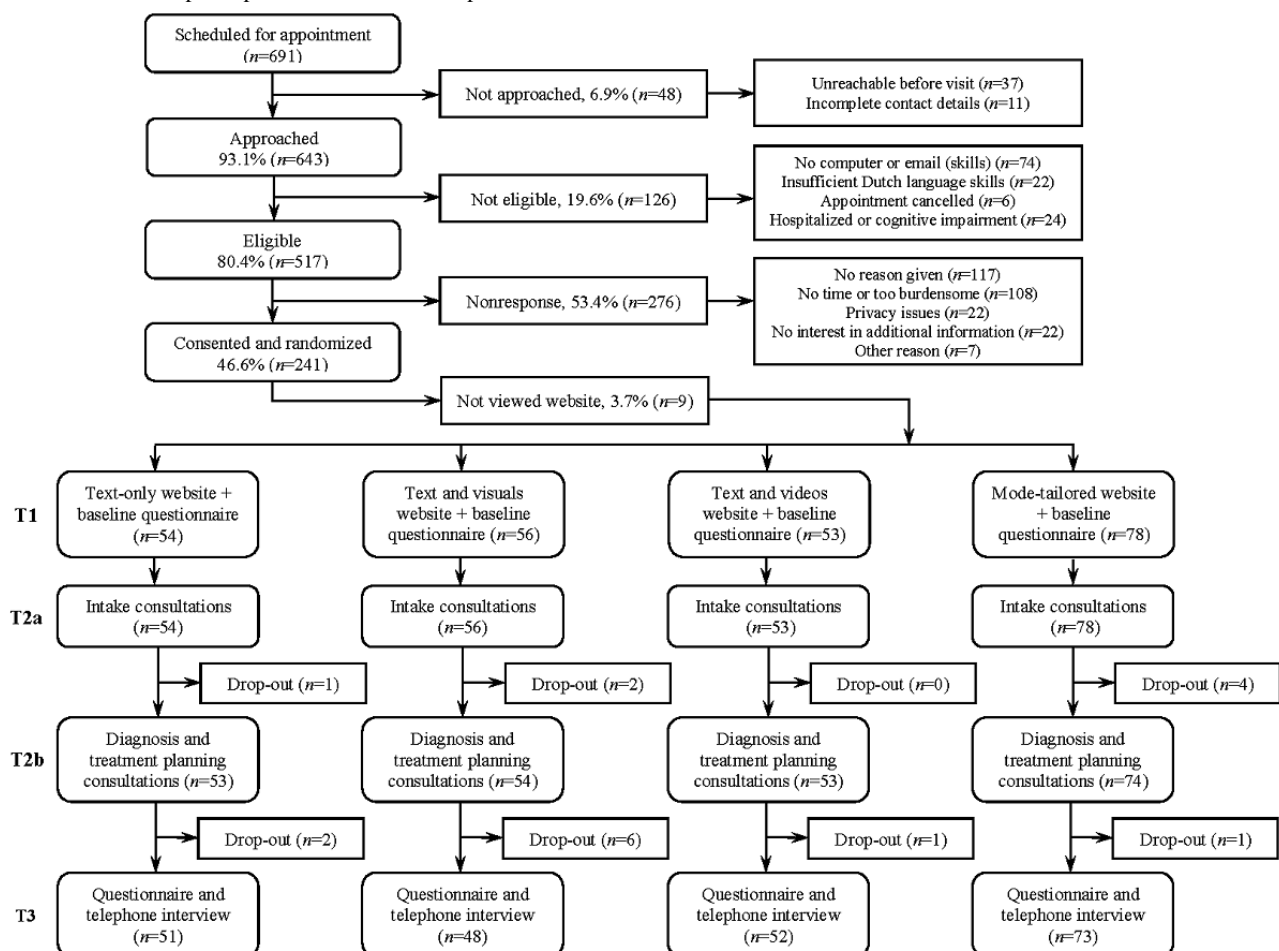 Scheduled for appointment
(n=691)
Not approached, 6.9% (n=48)
Unreachable before visit (n=37)
Incomplete contact details (n=11)
Approached
93.1% (n=643)
Not eligible, 19.6% (n=126)
No computer or email (skills) (n=74)
Insufficient Dutch language skills (n=22)
Appointment cancelled (n=6)
Hospitalized or cognitive impairment (n=24)
Eligible
80.4% (n=517)
Nonresponse, 53.4% (n=276)
No reason given (n=117)
No time or too burdensome (n=108)
Privacy issues (n=22)
No interest in additional information (n=22)
Other reason (n=7)
Consented and randomized
46.6% (n=241)
Not viewed website, 3.7% (n=9)
T1
Text-only website +
baseline questionnaire
(n=54)
Text and visuals
website + baseline
questionnaire (n=56)
Text and videos
website + baseline
questionnaire (n=53)
Mode-tailored website
+ baseline
questionnaire (n=78)
T2a
Intake consultations
(n=54)
Intake consultations
(n=56)
Intake consultations
(n=53)
Intake consultations
(n=78)
Drop-out (n=1)
Drop-out (n=2)
Drop-out (n=0)
Drop-out (n=4)
T2b
Diagnosis and
treatment planning
consultations (n=53)
Diagnosis and
treatment planning
consultations (n=54)
Diagnosis and
treatment planning
consultations (n=53)
Diagnosis and
treatment planning
consultations (n=74)
Drop-out (n=2)
Drop-out (n=6)
Drop-out (n=1)
Drop-out (n=1)
T3
Questionnaire and
telephone interview
(n=51)
Questionnaire and
telephone interview
(n=48)
Questionnaire and
telephone interview
(n=52)
Questionnaire and
telephone interview
(n=73)